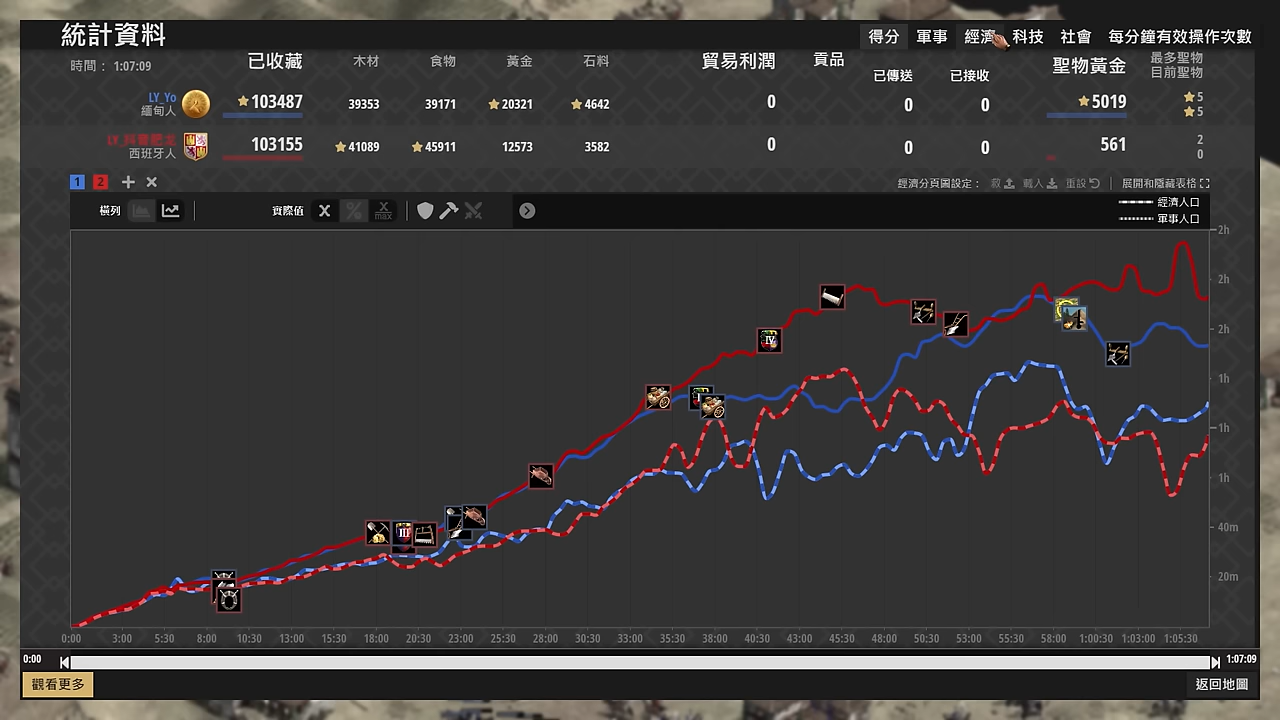 統計資料
得分 軍事 經濟 科技 社會 每分鐘有效操作次數
時間： 1:07:09
已收藏 木材 食物 黃金 石料 貿易利潤 貢品 已傳送 已接收 聖物黃金 最多聖物
目前聖物
LY_Yo
緬甸人
103487 39353 39171 20321 4642 0 0 0 5019 5
5
西班牙人
103155 41089 45911 12573 3582 0 0 0 561 2
0
1 2
經濟分頁圖設定： 載入 重設 展開和隱藏表格
橫列 實際值 X % X
max
經濟人口
軍事人口
2h
2h
2h
1h
1h
1h
40m
20m
IV
III
0:00 3:00 5:30 8:00 10:30 13:00 15:30 18:00 20:30 23:00 25:30 28:00 30:30 33:00 35:30 38:00 40:30 43:00 45:30 48:00 50:30 53:00 55:30 58:00 1:00:30 1:03:00 1:05:30
0:00 1:07:09
觀看更多 返回地圖